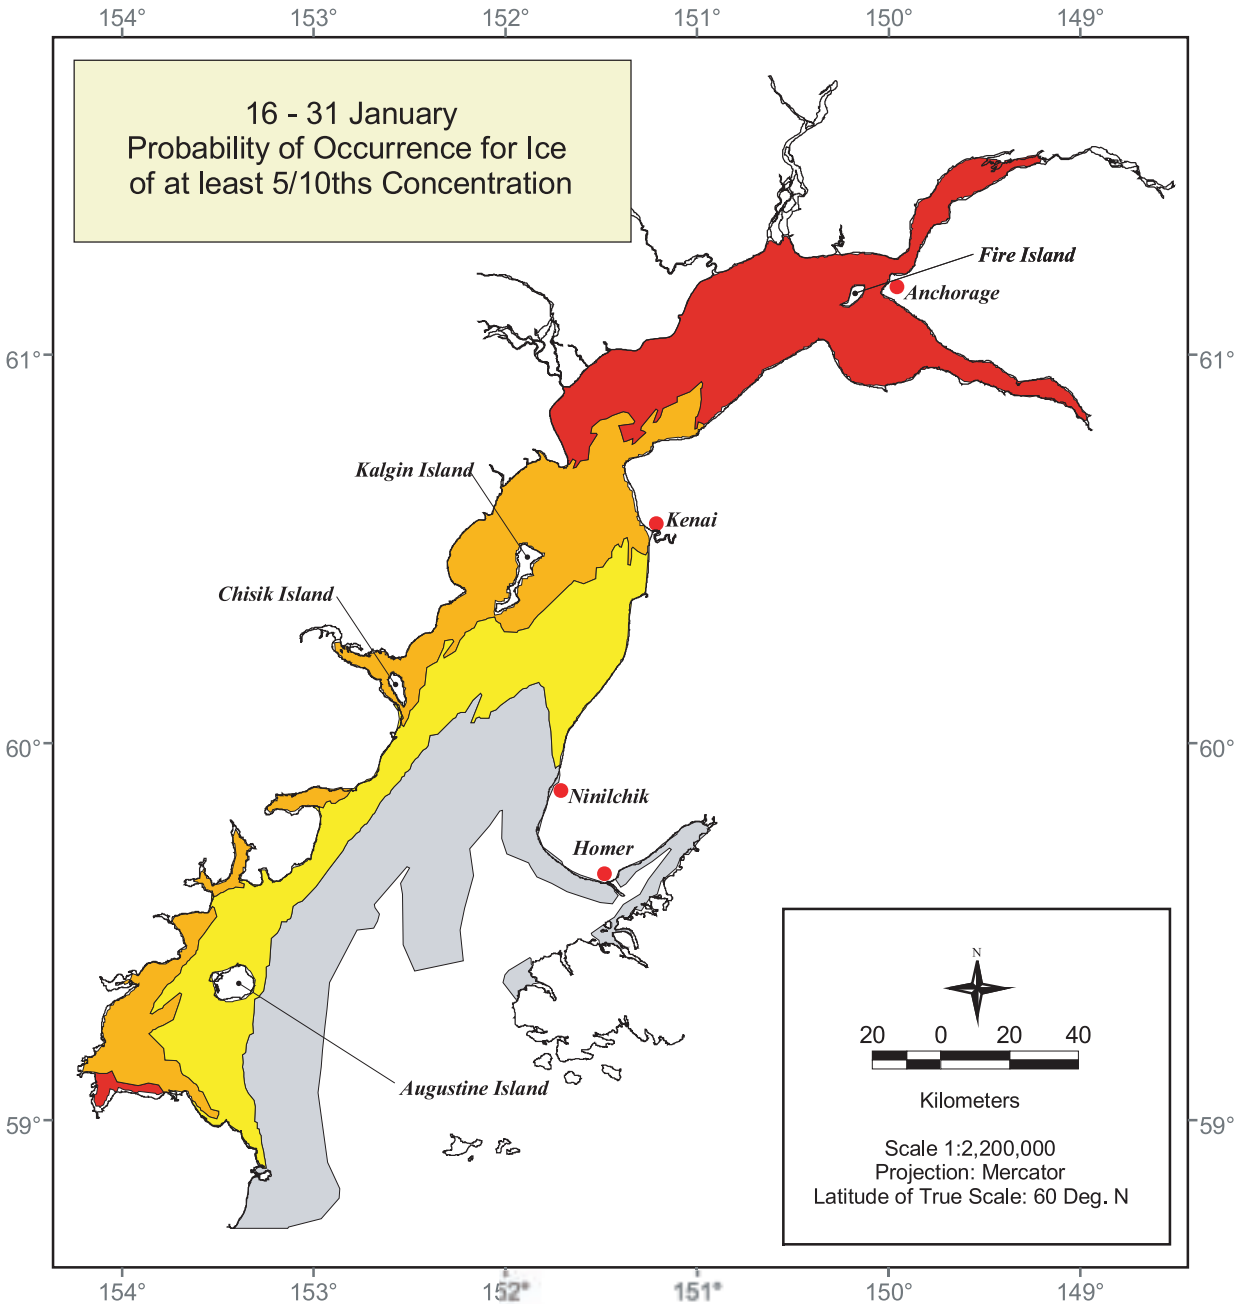 154° 153° 152° 151° 150° 149°
16 - 31 January
Probability of Occurrence for Ice
of at least 5/10ths Concentration
Fire Island
Anchorage
61° 61°
Kalgin Island
Kenai
Chisik Island
60° 60°
Ninilchik
Homer
N
20 0 20 40
Augustine Island
Kilometers
59° 59°
Scale 1:2,200,000
Projection: Mercator
Latitude of True Scale: 60 Deg. N
154° 153° 152° 151° 150° 149°